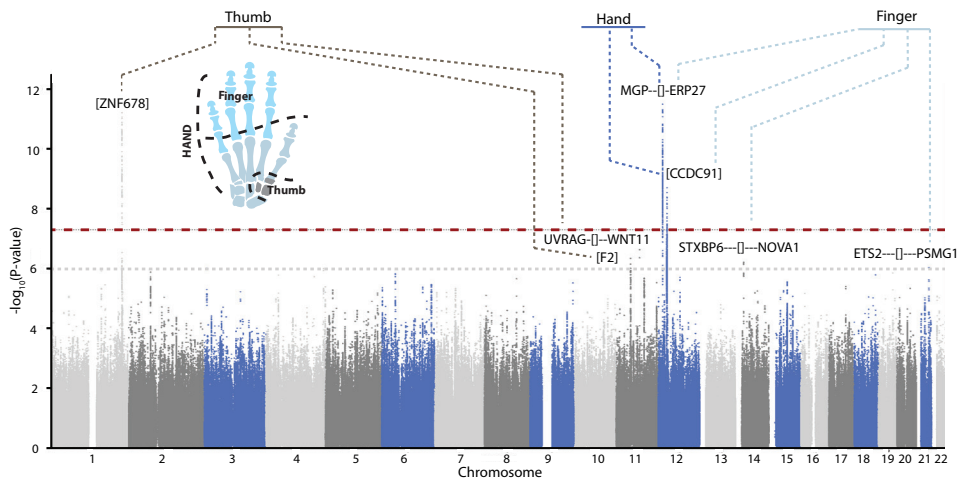 Thumb Hand Finger
12
MGP--[]-ERP27
[ZNF678]
Finger
HAND
10
[CCDC91]
Thumb
8
UVRAG-[]--WNT11
STXBP6---[]---NOVA1
ETS2---[]---PSMG1
[F2]
6
-log10(P-value)
4
2
0
1 2 3 4 5 6 7 8 9 10 11 12 13 14 15 16 17 18 19 20 21 22
Chromosome